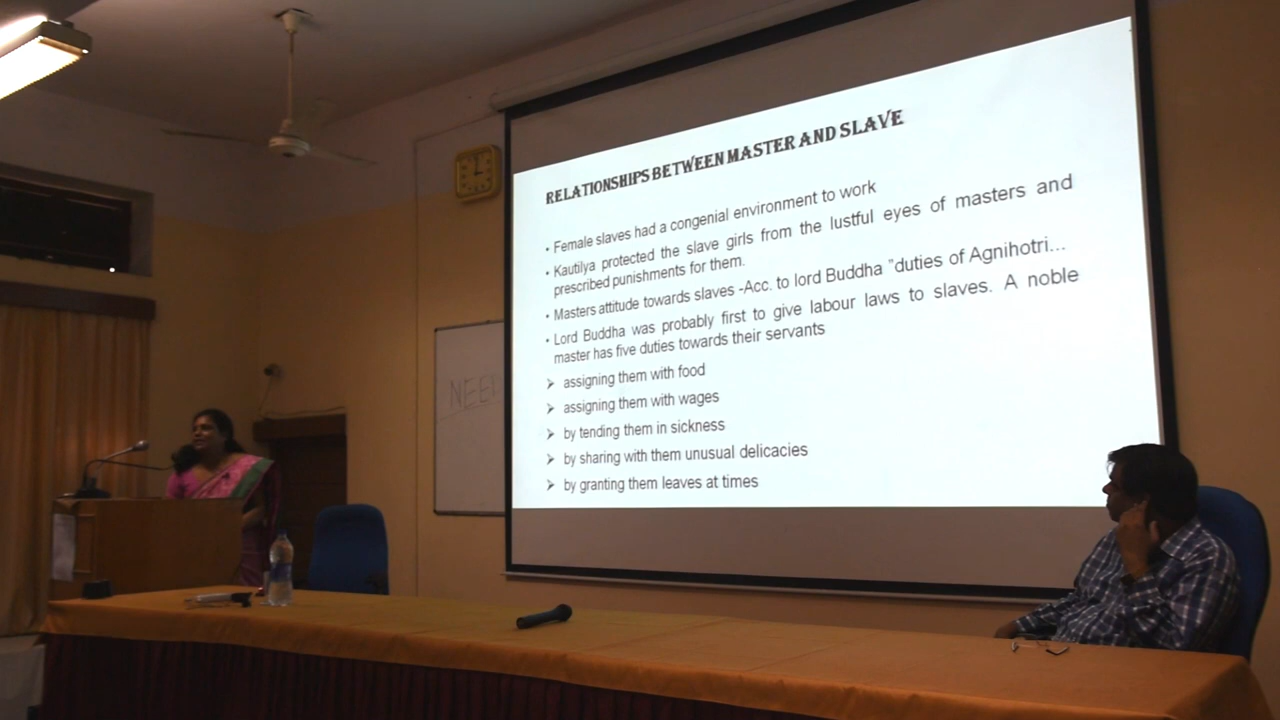 RELATIONSHIPS BETWEEN MASTER AND SLAVE
• Female slaves had a congenial environment to work
• Kautilya protected the slave girls from the lustful eyes of masters and
prescribed punishments for them.
• Masters attitude towards slaves -Acc. to lord Buddha "duties of Agnihotri...
• Lord Buddha was probably first to give labour laws to slaves. A noble
master has five duties towards their servants
➢ assigning them with food
➢ assigning them with wages
➢ by tending them in sickness
➢ by sharing with them unusual delicacies
➢ by granting them leaves at times
NEED